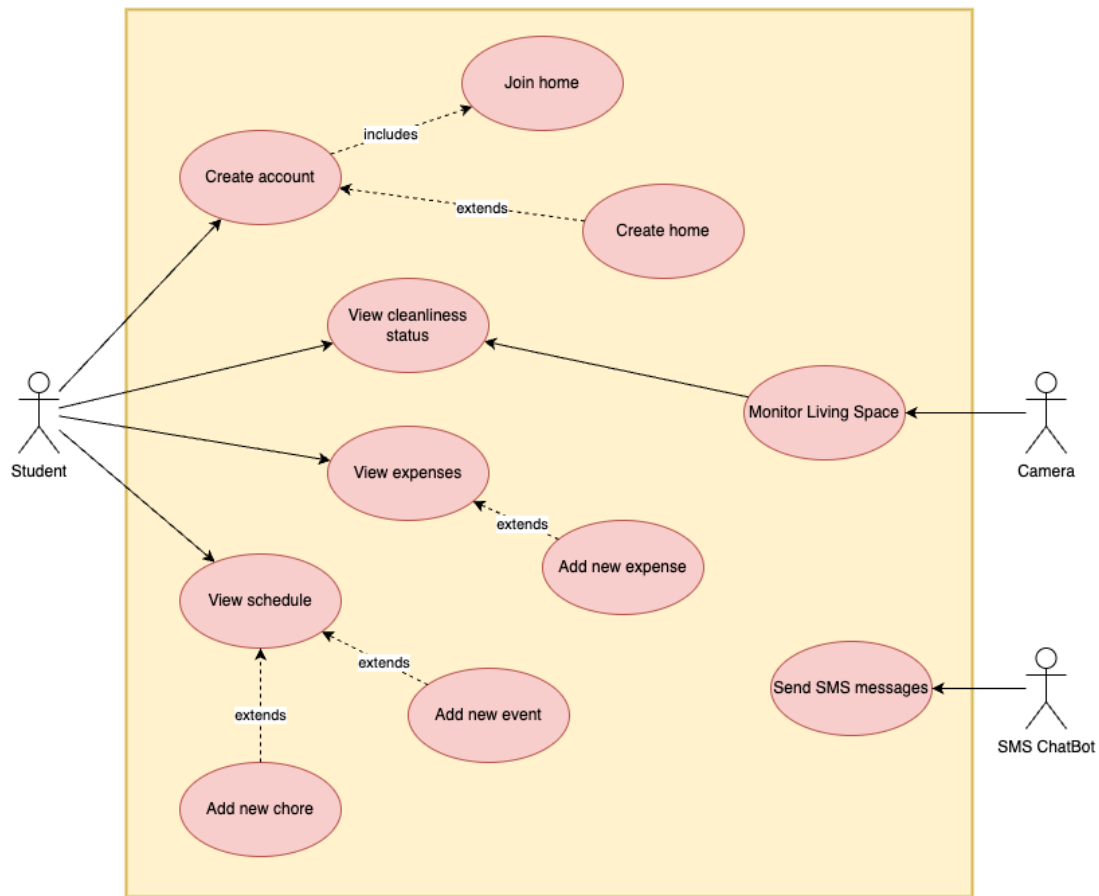 Join home
includes
Create account
extends
Create home
View cleanliness
status
Monitor Living Space
Student
Camera
View expenses
extends
Add new expense
View schedule
extends
Add new event
extends
Send SMS messages
SMS ChatBot
Add new chore